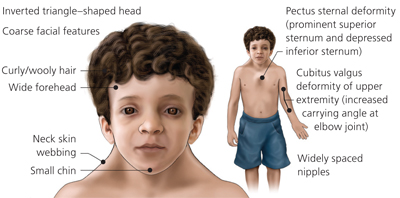 Inverted triangle–shaped head
Coarse facial features
Curly/wooly hair
Wide forehead
Neck skin
webbing
Small chin
Pectus sternal deformity
(prominent superior
sternum and depressed
inferior sternum)
Cubitus valgus
deformity of upper
extremity (increased
carrying angle at
elbow joint)
Widely spaced
nipples